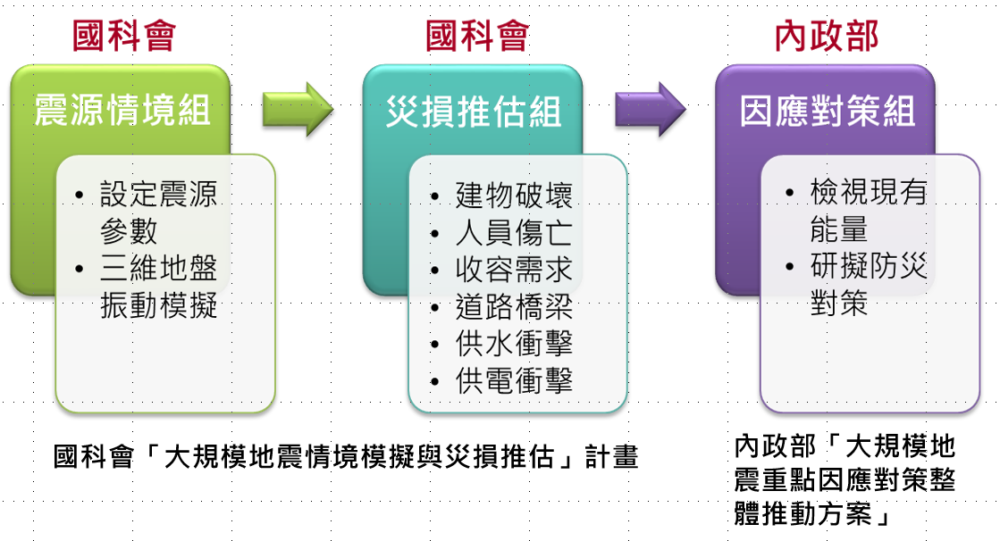 國科會
震源情境組
• 設定震源
參數
• 三維地盤
振動模擬
國科會
災損推估組
• 建物破壞
• 人員傷亡
• 收容需求
• 道路橋梁
• 供水衝擊
• 供電衝擊
內政部
因應對策組
• 檢視現有
能量
• 研擬防災
對策
國科會「大規模地震情境模擬與災損推估」計畫
內政部「大規模地
震重點因應對策整
體推動方案」